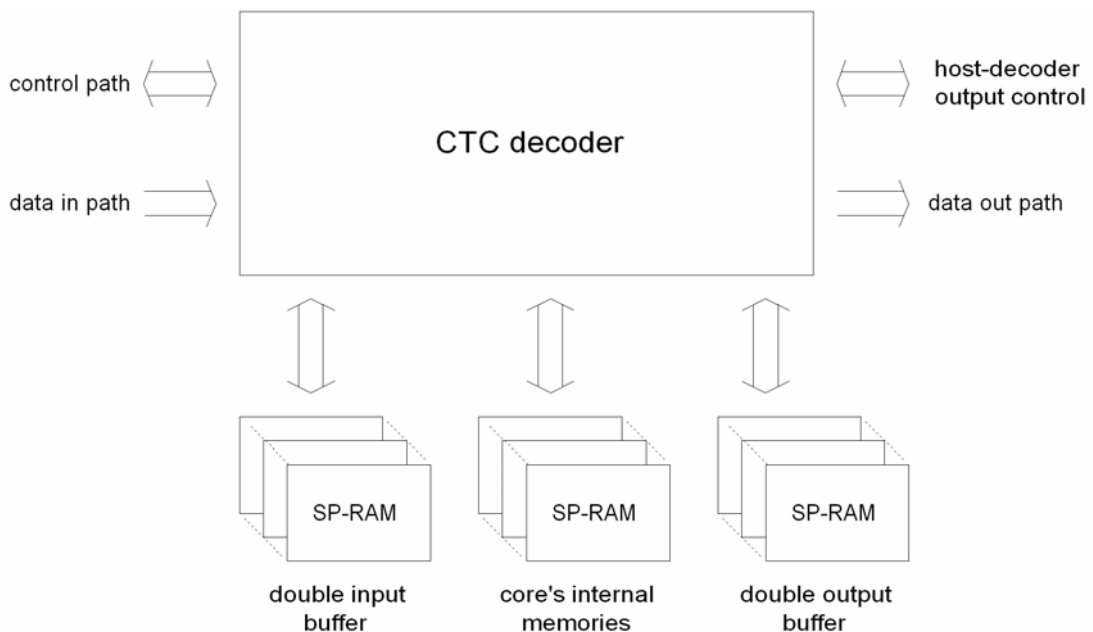 control path
host-decoder
output control
CTC decoder
data in path
data out path
SP-RAM
SP-RAM
SP-RAM
double input
buffer
core's internal
memories
double output
buffer